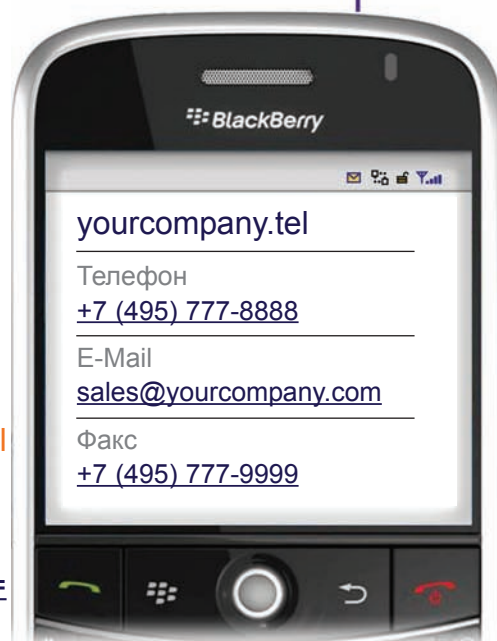 BlackBerry
yourcompany.tel
Телефон
+7 (495) 777-8888
E-Mail
sales@yourcompany.com
Факс
+7 (495) 777-9999